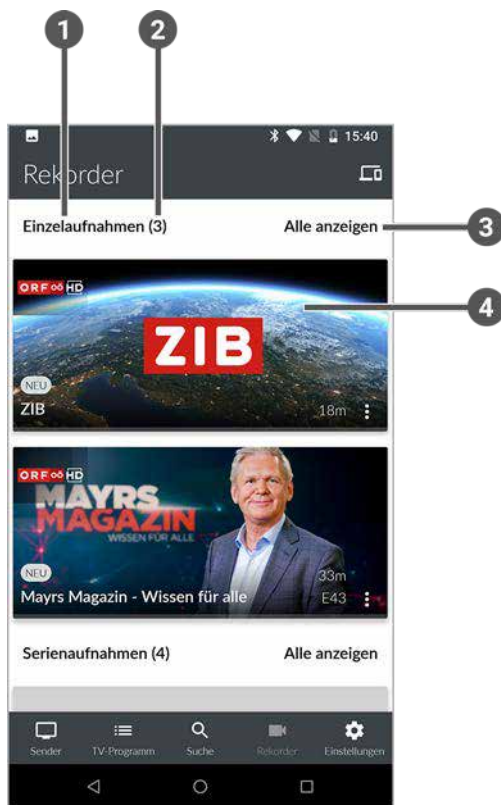 1 2
15:40
Rekorder
Einzelaufnahmen (3) Alle anzeigen 3
4
ORF oö HD
ZIB
NEU
ZIB 18m
ORF oö HD
MAYRS
MAGAZIN
WISSEN FÜR ALLE
NEU
33m
Mayrs Magazin - Wissen für alle E43
Serienaufnahmen (4) Alle anzeigen
Sender TV-Programm Suche Rekorder Einstellungen